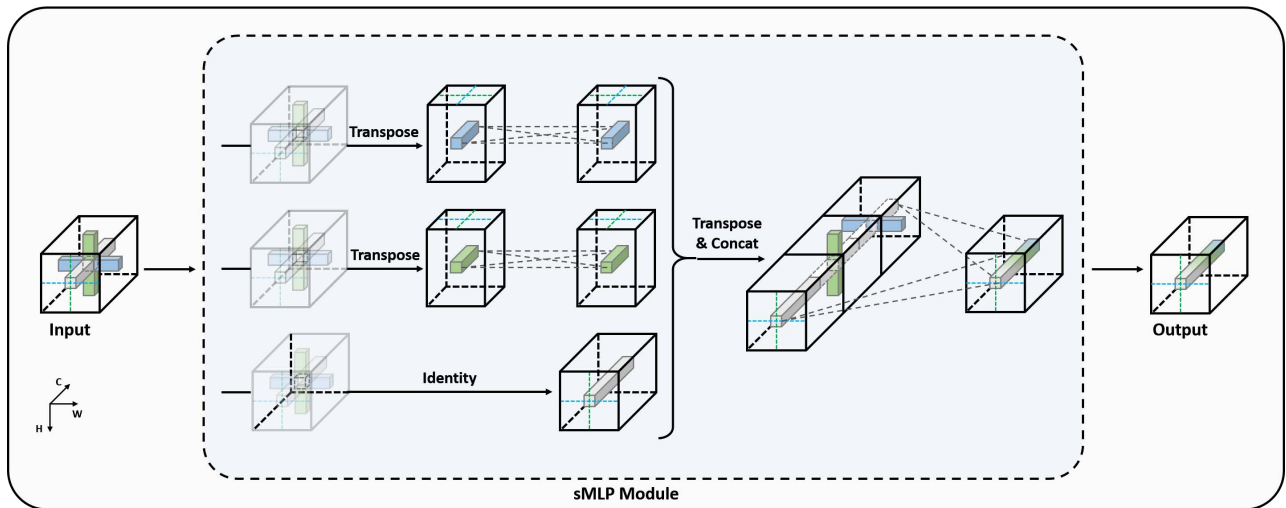 Transpose
Transpose
Transpose
& Concat
Input
Output
Identity
C
W
H
sMLP Module